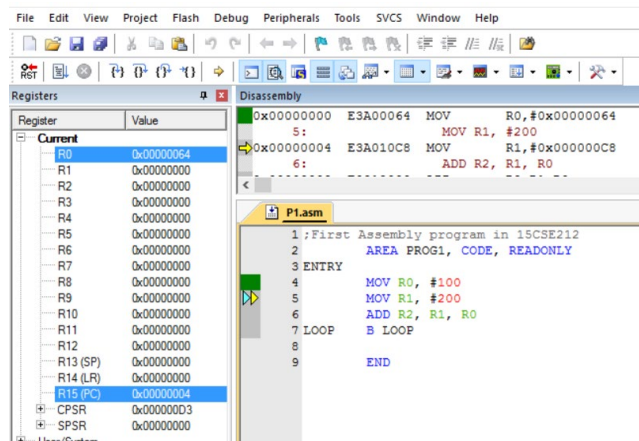 File Edit View Project Flash Debug Peripherals Tools SVCS Window Help
RST
Registers
Register Value
Current
R0 0x00000064
R1 0x00000000
R2 0x00000000
R3 0x00000000
R4 0x00000000
R5 0x00000000
R6 0x00000000
R7 0x00000000
R8 0x00000000
R9 0x00000000
R10 0x00000000
R11 0x00000000
R12 0x00000000
R13 (SP) 0x00000000
R14 (LR) 0x00000000
R15 (PC) 0x00000004
CPSR 0x000000D3
SPSR 0x00000000
Disassembly
0x00000000 E3A00064 MOV R0,#0x00000064
5: MOV R1, #200
0x00000004 E3A010C8 MOV R1,#0x000000C8
6: ADD R2, R1, R0
P1.asm
1 ;First Assembly program in 15CSE212
2 AREA PROG1, CODE, READONLY
3 ENTRY
4 MOV R0, #100
5 MOV R1, #200
6 ADD R2, R1, R0
7 LOOP B LOOP
8
9 END